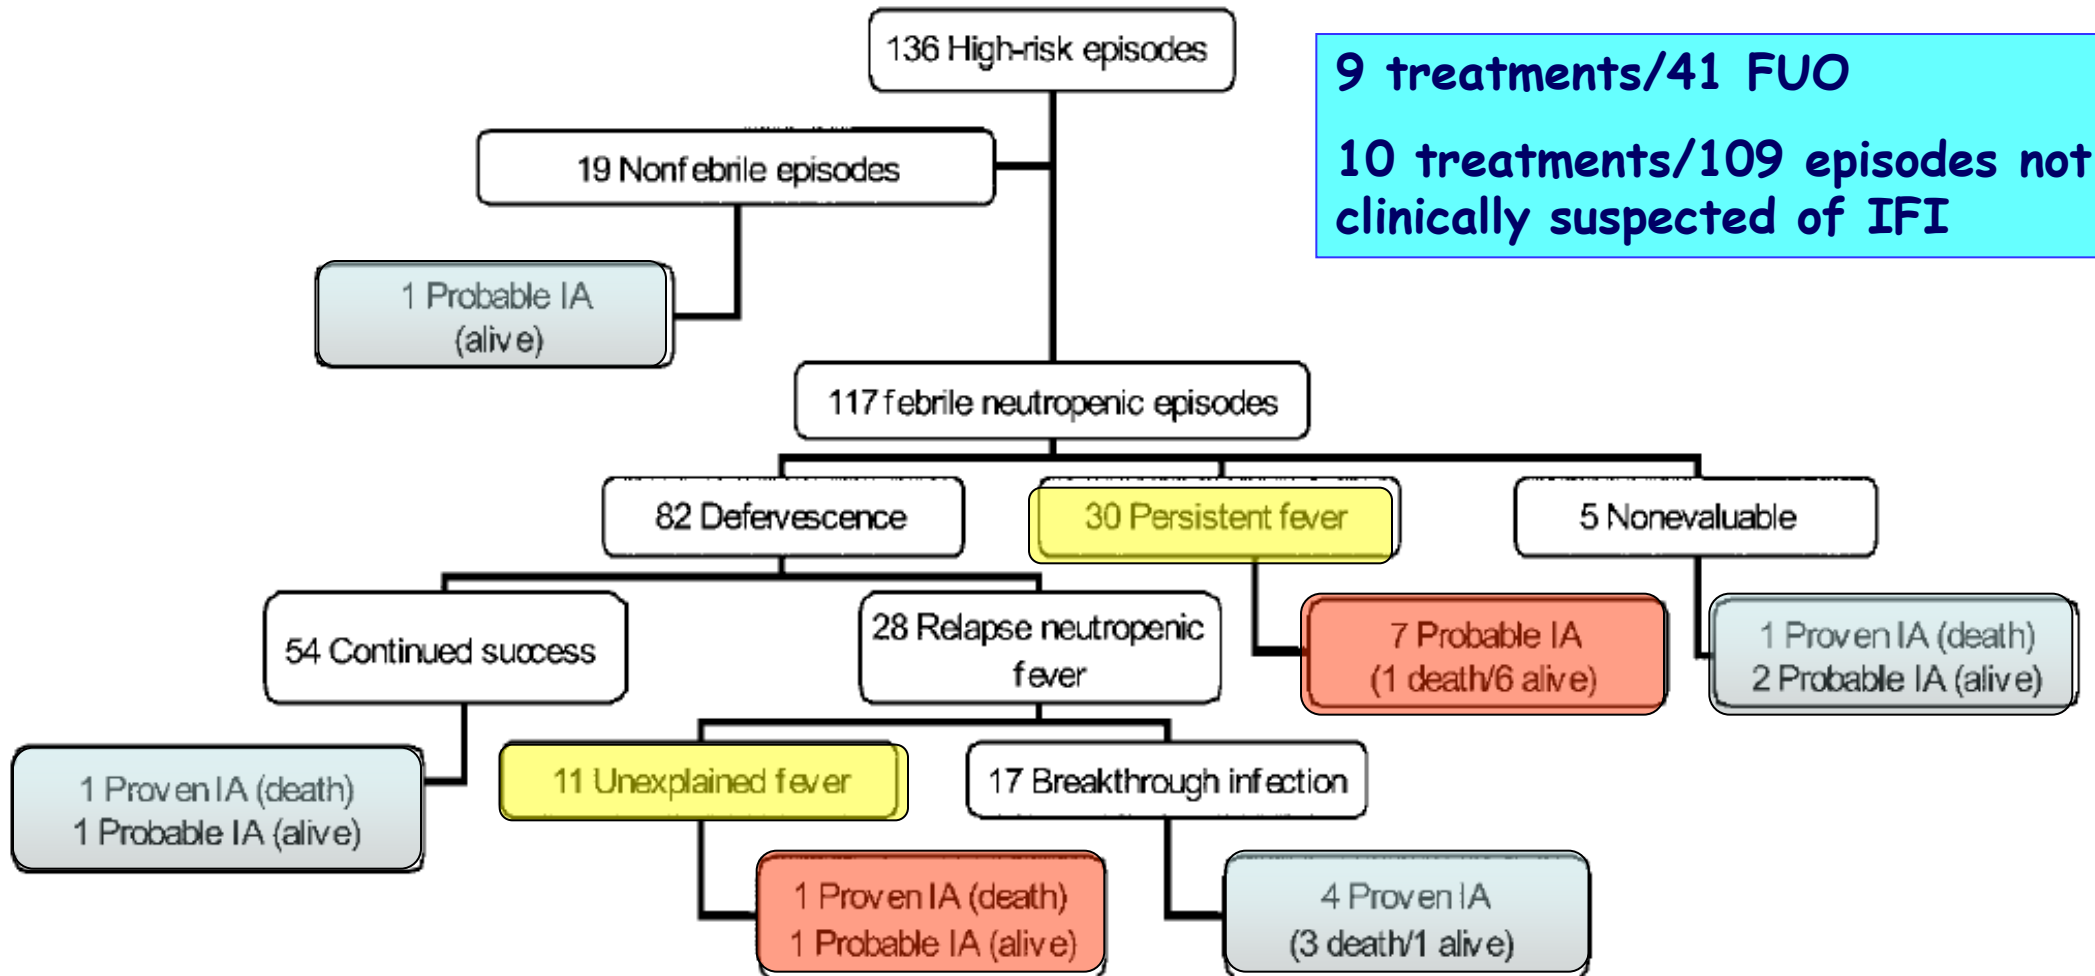 136 High-risk episodes
9 treatments/41 FUO
10 treatments/109 episodes not
clinically suspected of IFI
19 Nonfebrile episodes
1 Probable IA
(alive)
117 febrile neutropenic episodes
82 Defervescence
30 Persistent fever
5 Nonevaluable
54 Continued success
28 Relapse neutropenic
fever
7 Probable IA
(1 death/6 alive)
1 Proven IA (death)
2 Probable IA (alive)
1 Proven IA (death)
1 Probable IA (alive)
11 Unexplained fever
17 Breakthrough infection
1 Proven IA (death)
1 Probable IA (alive)
4 Proven IA
(3 death/1 alive)